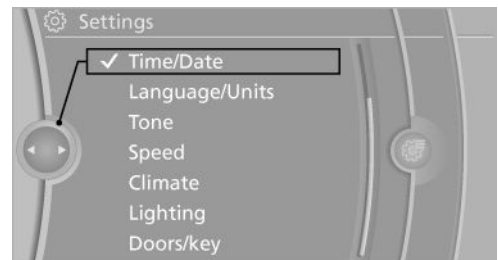 Settings
Time/Date
Language/Units
Tone
Speed
Climate
Lighting
Doors/key